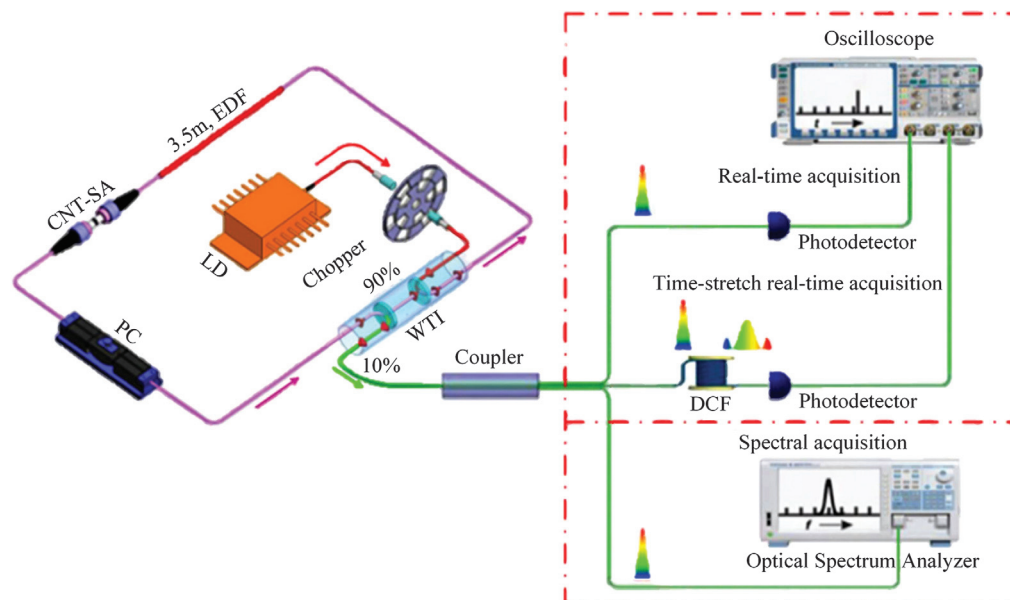 Oscilloscope
t
3.5m, EDF
Real-time acquisition
CNT-SA
Photodetector
LD
Chopper
90%
Time-stretch real-time acquisition
WTI
PC
10%
Coupler
DCF
Photodetector
Spectral acquisition
f
Optical Spectrum Analyzer